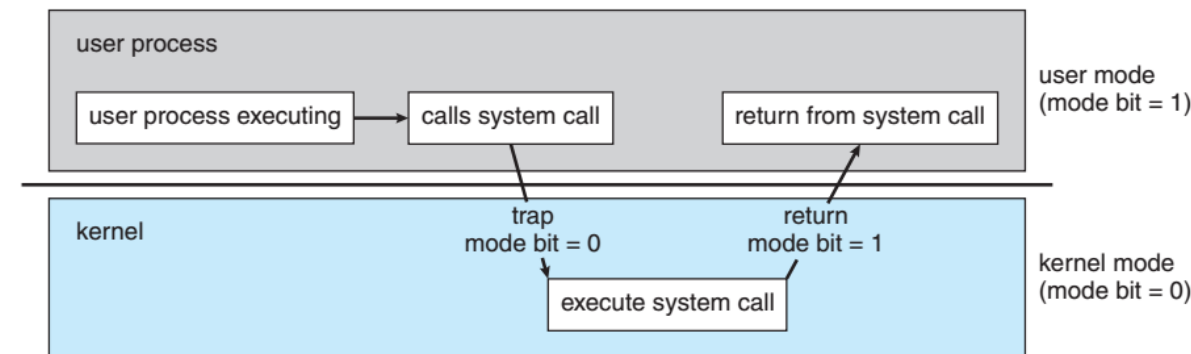 user process
user process executing
calls system call
return from system call
user mode
(mode bit = 1)
kernel
trap
mode bit = 0
return
mode bit = 1
execute system call
kernel mode
(mode bit = 0)